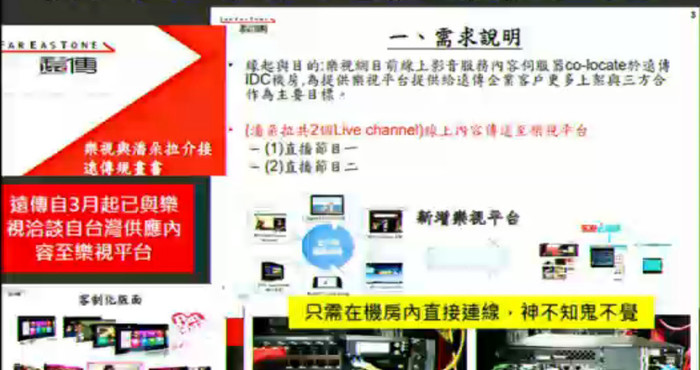 3
FAREASTONE
遠傳
樂視與潘朵拉介接
遠傳規畫書
遠傳自3月起已與樂
視洽談自台灣供應內
容至樂視平台
客制化版面
一、需求說明
• 緣起與目的:樂視網目前線上影音服務內容伺服器co-locate於遠傳
IDC機房,為提供樂視平台提供給遠傳企業客戶更多上架與三方合
作為主要目標。
• (潘朵拉共2個Live channel)線上內容傳送至樂視平台
– (1)直播節目一
– (2)直播節目二
新增樂視平台
只需在機房內直接連線，神不知鬼不覺